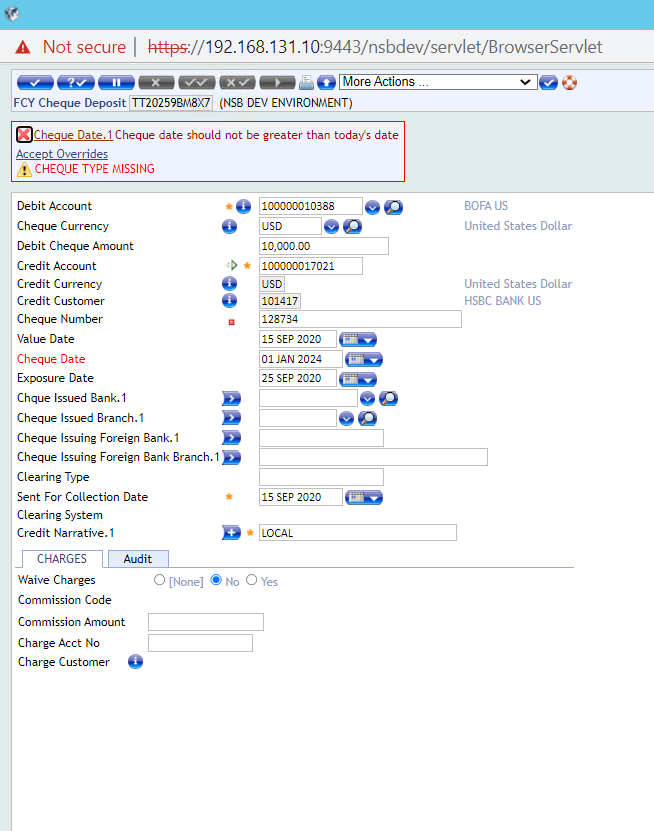 Not secure | https://192.168.131.10:9443/nsbdev/servlet/BrowserServlet
More Actions ...
FCY Cheque Deposit TT20259BM8X7 (NSB DEV ENVIRONMENT)
Cheque Date.1 Cheque date should not be greater than today's date
Accept Overrides
CHEQUE TYPE MISSING
Debit Account 100000010388 BOFA US
Cheque Currency USD United States Dollar
Debit Cheque Amount 10,000.00
Credit Account 100000017021
Credit Currency USD United States Dollar
Credit Customer 101417 HSBC BANK US
Cheque Number 128734
Value Date 15 SEP 2020
Cheque Date 01 JAN 2024
Exposure Date 25 SEP 2020
Chque Issued Bank.1
Cheque Issued Branch.1
Cheque Issuing Foreign Bank.1
Cheque Issuing Foreign Bank Branch.1
Clearing Type
Sent For Collection Date 15 SEP 2020
Clearing System
Credit Narrative.1 LOCAL
CHARGES Audit
Waive Charges [None] No Yes
Commission Code
Commission Amount
Charge Acct No
Charge Customer